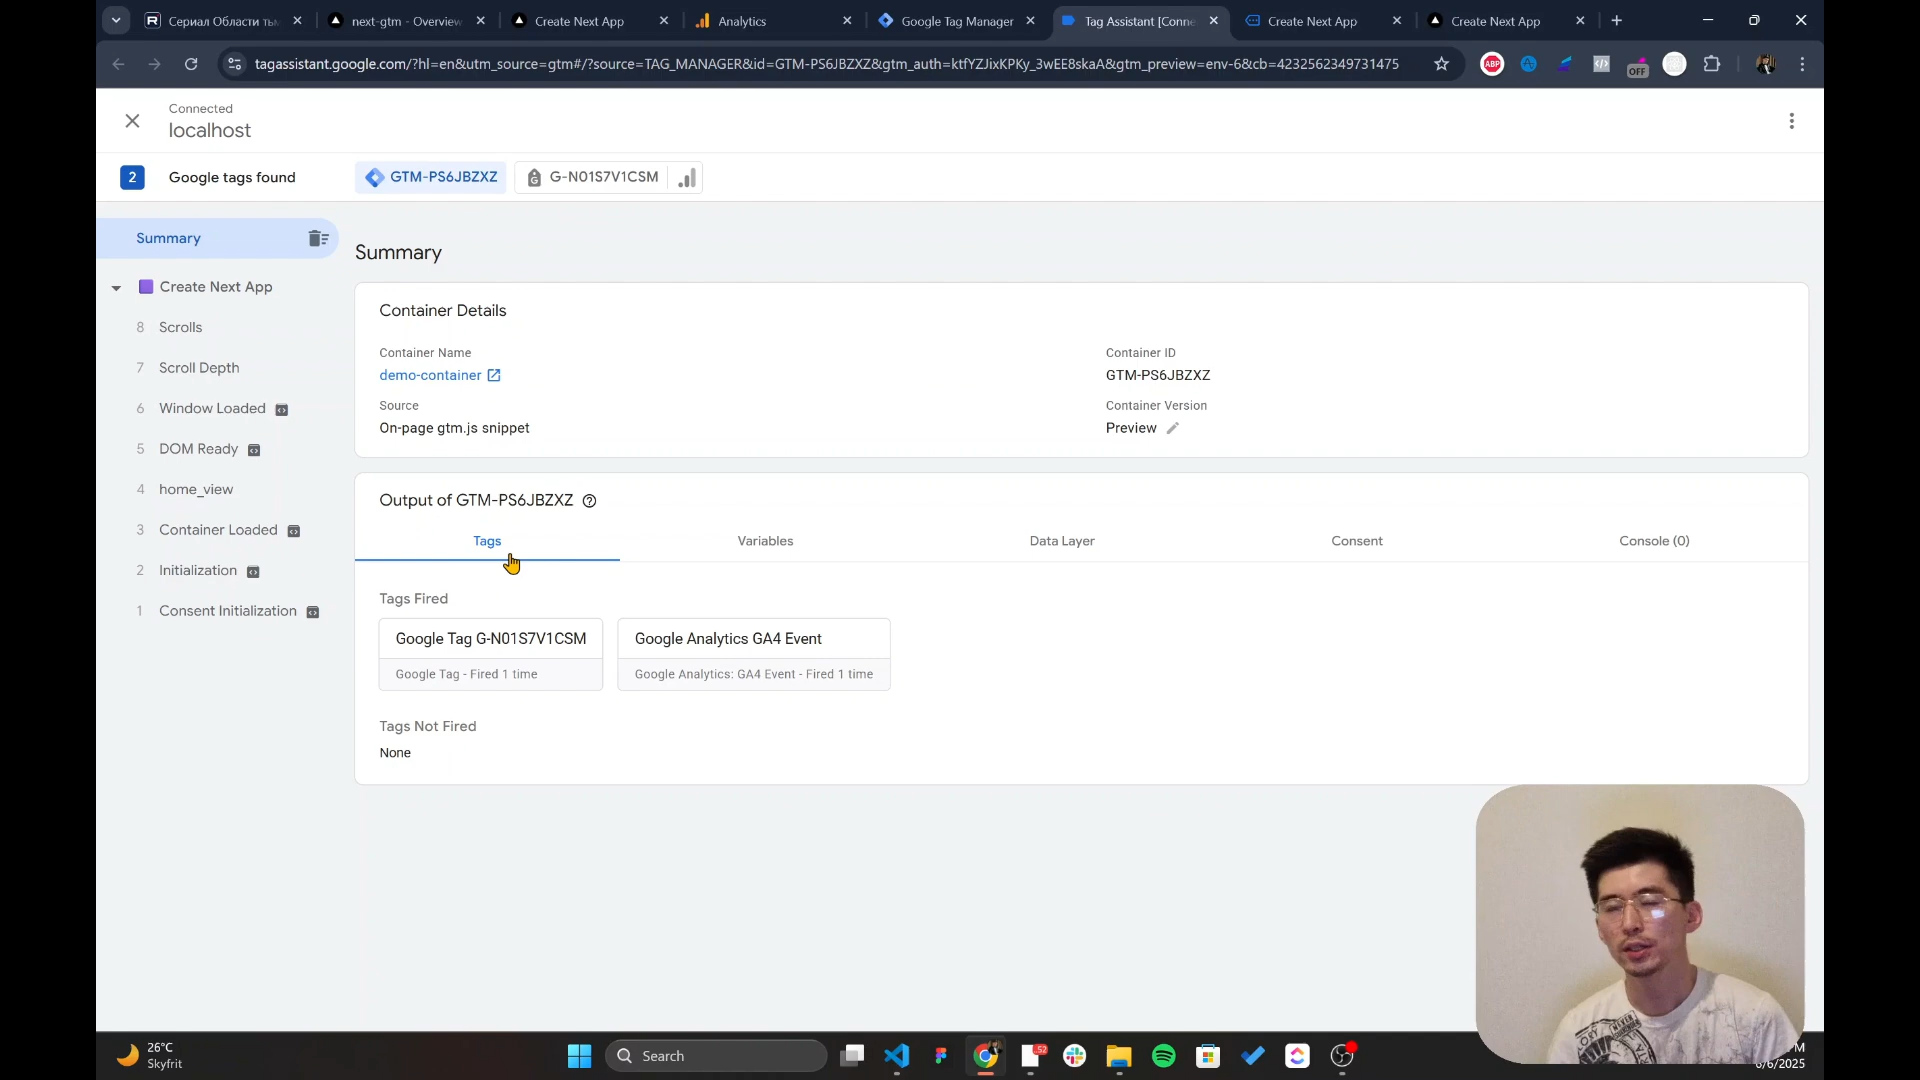 Сериал Области ть
next-gtm - Overview
Create Next App
Analytics
Google Tag Manager
Tag Assistant [Conne
Create Next App
Create Next App
tagassistant.google.com/?hl=en&utm_source=gtm#/?source=TAG_MANAGER&id=GTM-PS6JBZXZ&gtm_auth=ktfYZJixKPKy_3wEE8skaA&gtm_preview=env-6&cb=4232562349731475
ABP
OFF
Connected
localhost
2
Google tags found
GTM-PS6JBZXZ
G-N01S7V1CSM
Summary
Create Next App
8 Scrolls
7 Scroll Depth
6 Window Loaded
5 DOM Ready
4 home_view
3 Container Loaded
2 Initialization
1 Consent Initialization
Summary
Container Details
Container Name
demo-container
Container ID
GTM-PS6JBZXZ
Source
On-page gtm.js snippet
Container Version
Preview
Output of GTM-PS6JBZXZ
Tags
Variables
Data Layer
Consent
Console (0)
Tags Fired
Google Tag G-N01S7V1CSM
Google Tag - Fired 1 time
Google Analytics GA4 Event
Google Analytics: GA4 Event - Fired 1 time
Tags Not Fired
None
26°C
Skyfrit
Search
52
M
6/6/2025